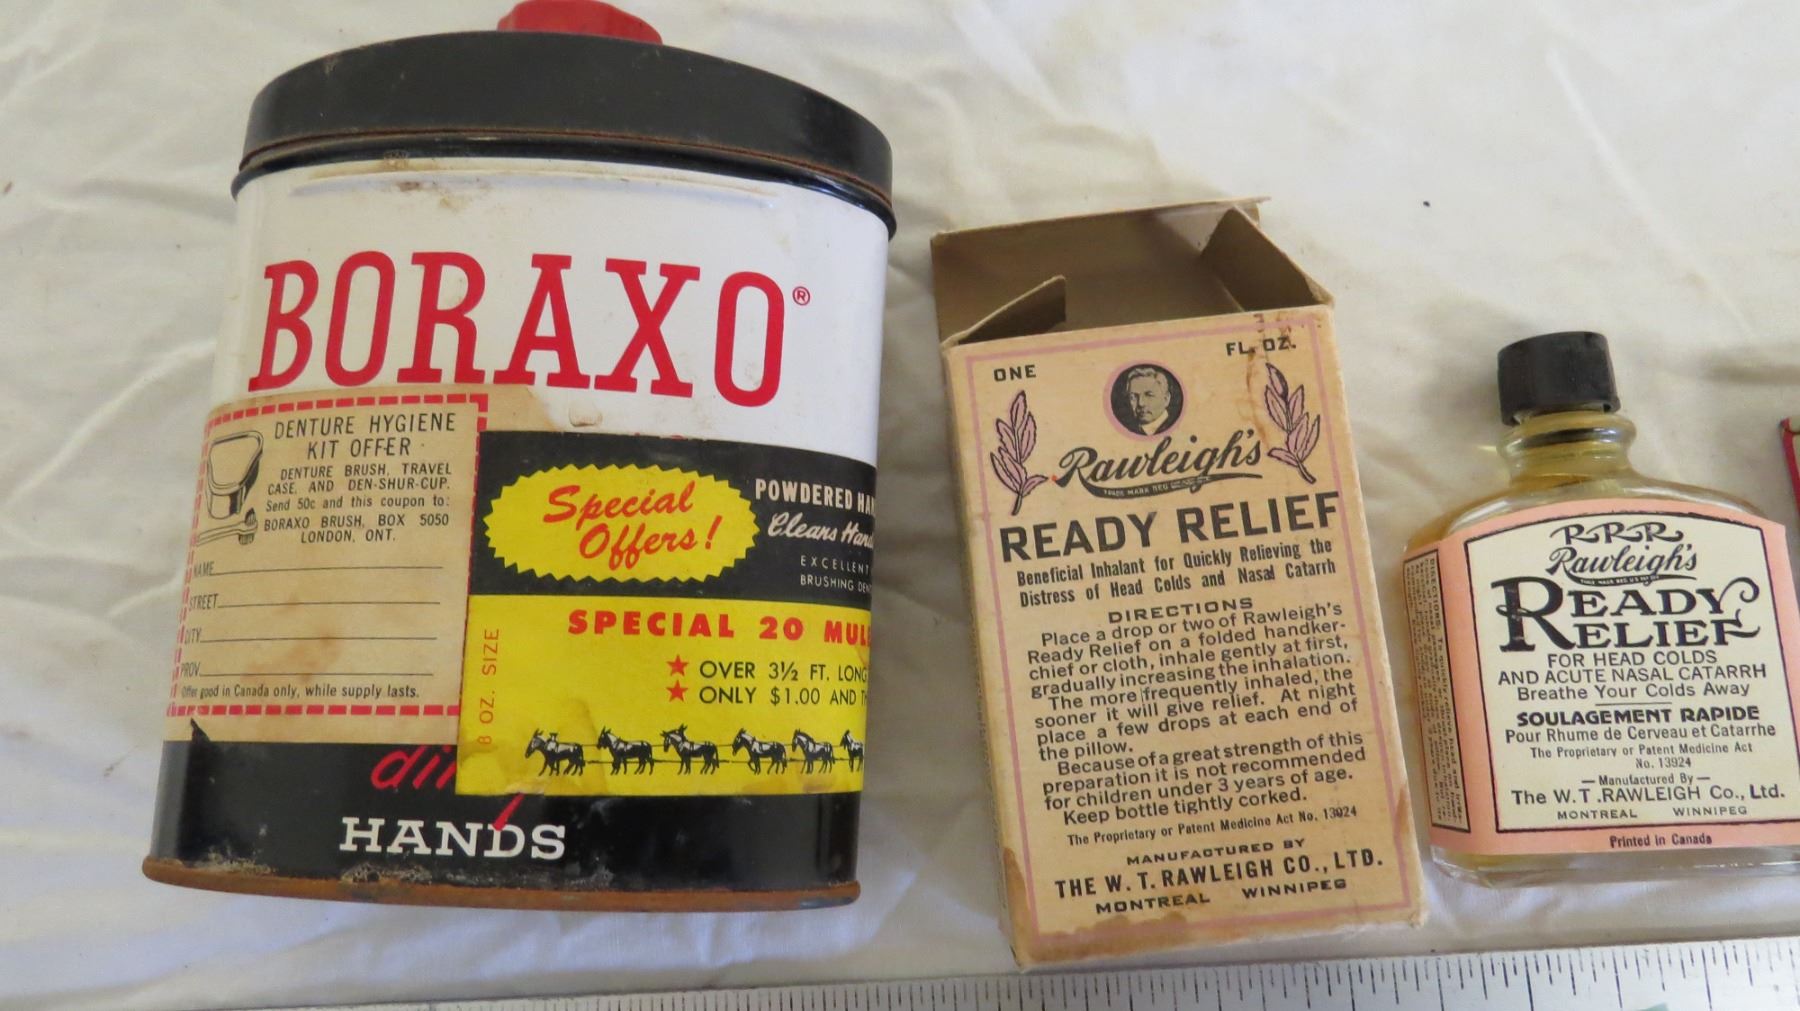 BORAXO®
DENTURE HYGIENE
KIT OFFER
DENTURE BRUSH, TRAVEL
CASE, AND DEN-SHUR-CUP.
Send 50c and this coupon to:
BORAXO BRUSH, BOX 5050
LONDON, ONT.
NAME
STREET
CITY
PROV.
Offer good in Canada only, while supply lasts.
Special
Offers!
POWDERED HAN
Cleans Hand
EXCELLENT
BRUSHING DEN
SPECIAL 20 MUL
★ OVER 3½ FT. LONG
★ ONLY $1.00 AND TH
8 OZ. SIZE
HANDS
ONE
FL. OZ.
Rawleigh's
TRADE MARK REG
READY RELIEF
Beneficial Inhalant for Quickly Relieving the
Distress of Head Colds and Nasal Catarrh
DIRECTIONS
Place a drop or two of Rawleigh's
Ready Relief on a folded handker-
chief or cloth, inhale gently at first,
gradually increasing the inhalation.
The more frequently inhaled, the
sooner it will give relief. At night
place a few drops at each end of
the pillow.
Because of a great strength of this
preparation it is not recommended
for children under 3 years of age.
Keep bottle tightly corked.
The Proprietary or Patent Medicine Act No. 13924
MANUFACTURED BY
THE W. T. RAWLEIGH CO., LTD.
MONTREAL WINNIPEG
RRR
Rawleigh's
READY
RELIEF
FOR HEAD COLDS
AND ACUTE NASAL CATARRH
Breathe Your Colds Away
SOULAGEMENT RAPIDE
Pour Rhume de Cerveau et Catarrhe
The Proprietary or Patent Medicine Act
No. 13924
—Manufactured By—
The W.T. RAWLEIGH Co., Ltd.
MONTREAL WINNIPEG
Printed in Canada